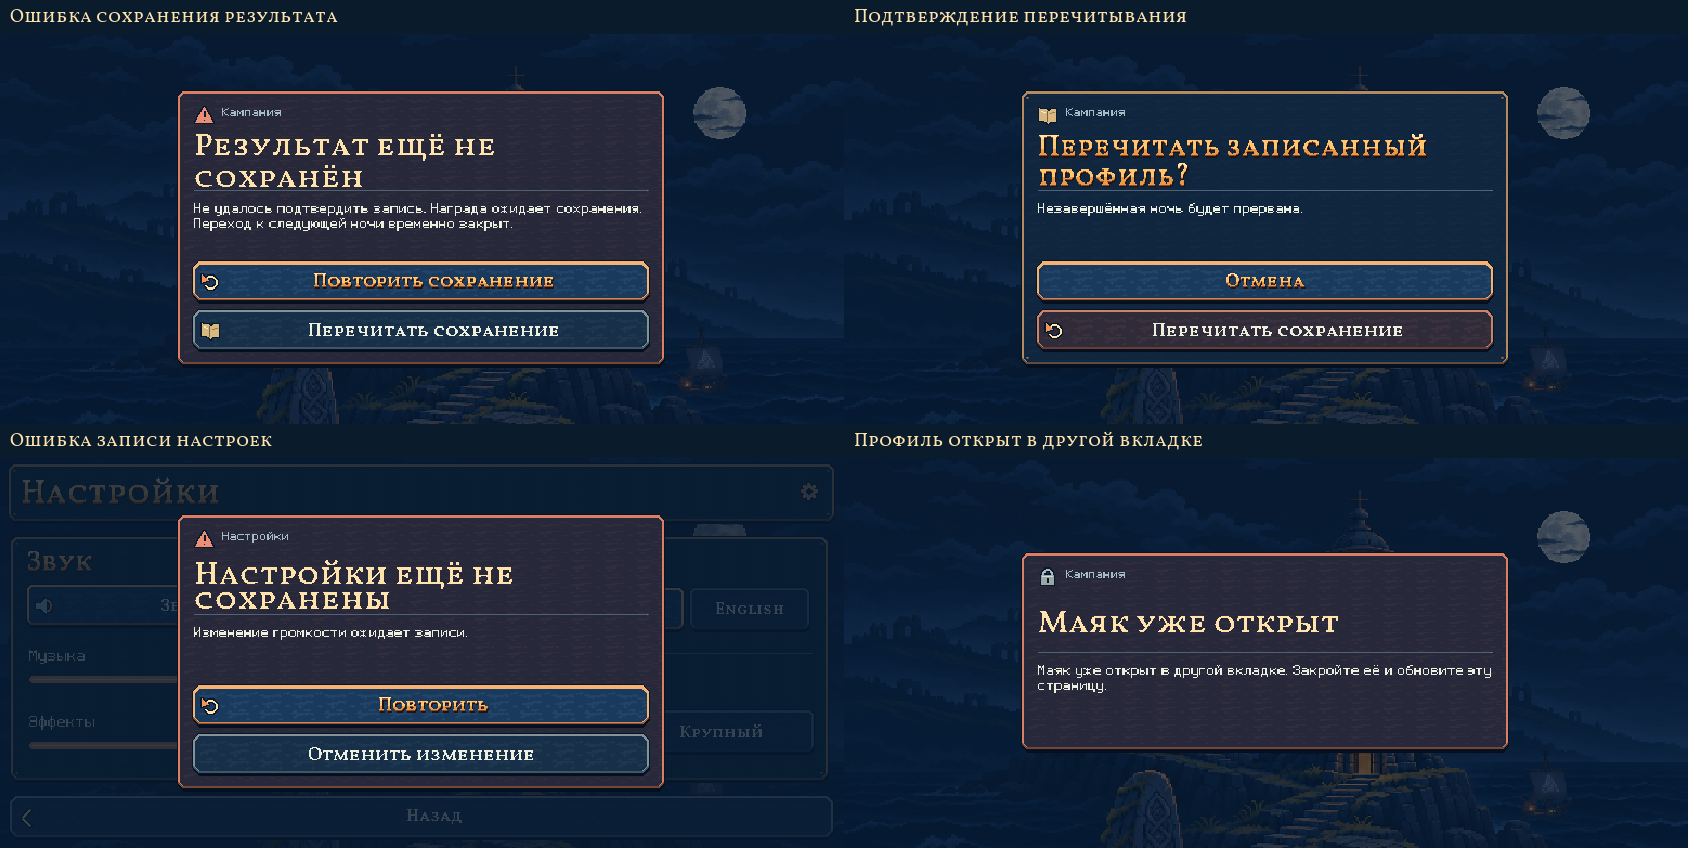 Ошибка сохранения результата
Кампания
Результат ещё не
сохранён
Не удалось подтвердить запись. Награда ожидает сохранения.
Переход к следующей ночи временно закрыт.
Повторить сохранение
Перечитать сохранение
Подтверждение перечитывания
Кампания
Перечитать записанный
профиль?
Незавершённая ночь будет прервана.
Отмена
Перечитать сохранение
Ошибка записи настроек
Настройки
Звук
Зв
English
Музыка
Эффекты
Крупный
Назад
Настройки
Настройки ещё не
сохранены
Изменение громкости ожидает записи.
Повторить
Отменить изменение
Профиль открыт в другой вкладке
Кампания
Маяк уже открыт
Маяк уже открыт в другой вкладке. Закройте её и обновите эту
страницу.